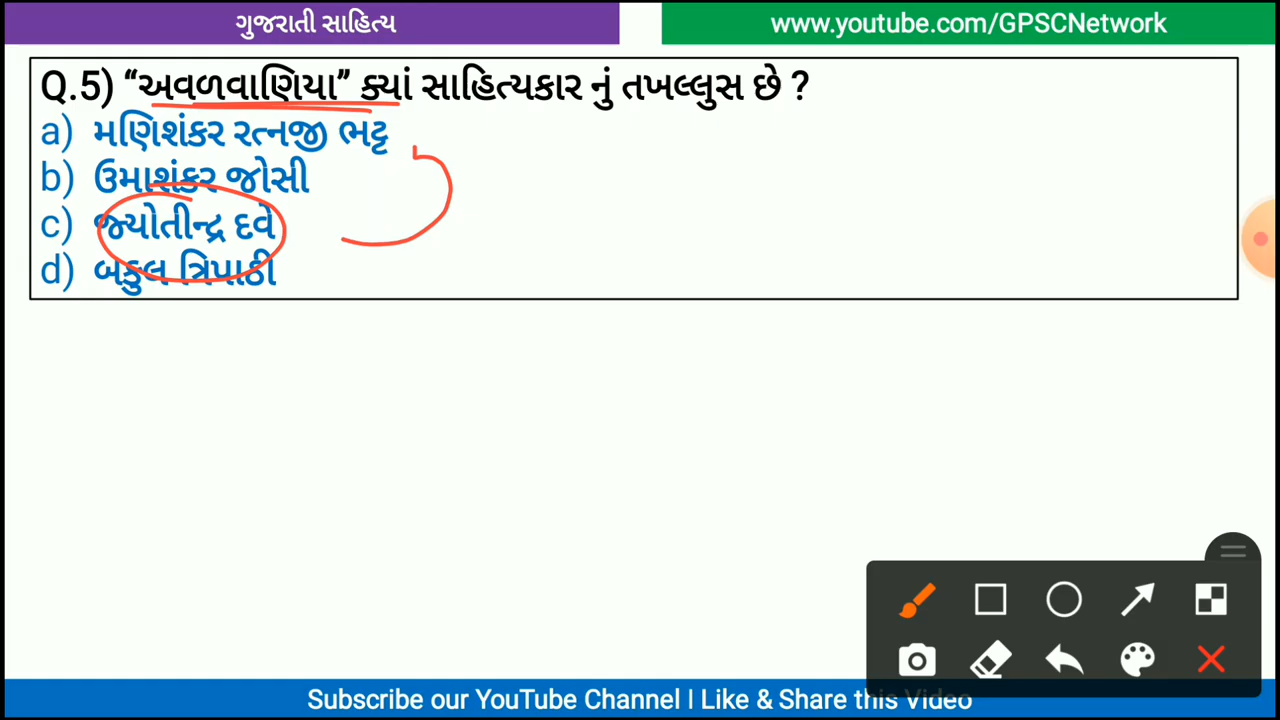 ગુજરાતી સાહિત્ય
www.youtube.com/GPSCNetwork
Q.5) “અવળવાણિયા” ક્યાં સાહિત્યકાર નું તખલ્લુસ છે ?
a) મણિશંકર રત્નજી ભટ્ટ
b) ઉમાશંકર જોસી
c) જ્યોતીન્દ્ર દવે
d) બકુલ ત્રિપાઠી
Subscribe our YouTube Channel l Like & Share this Video